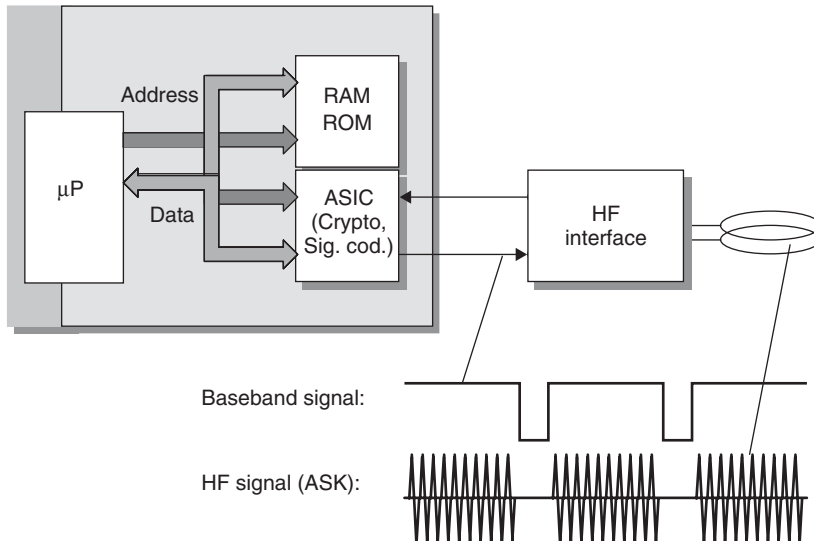 Address
RAM
ROM
μP
Data
ASIC
(Crypto,
Sig. cod.)
HF
interface
Baseband signal:
HF signal (ASK):